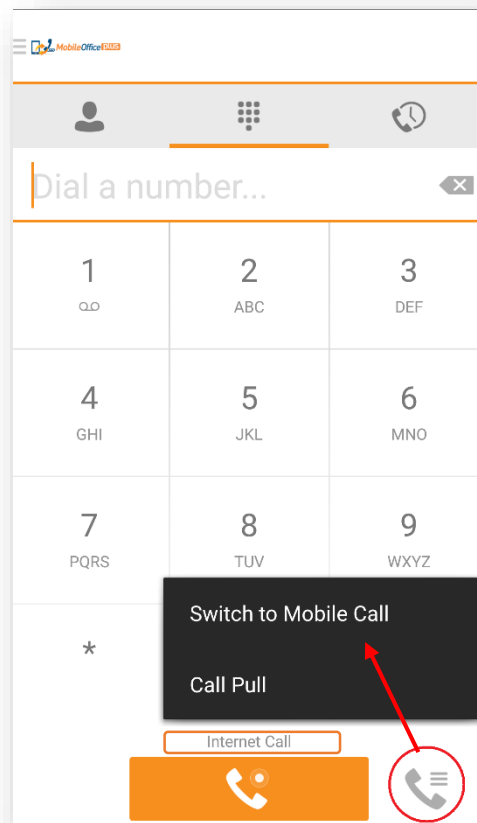 MobileOffice PLUS
Dial a number...
1
2
3
ABC
DEF
4
5
6
GHI
JKL
MNO
7
8
9
PQRS
TUV
WXYZ
*
Switch to Mobile Call
Call Pull
Internet Call